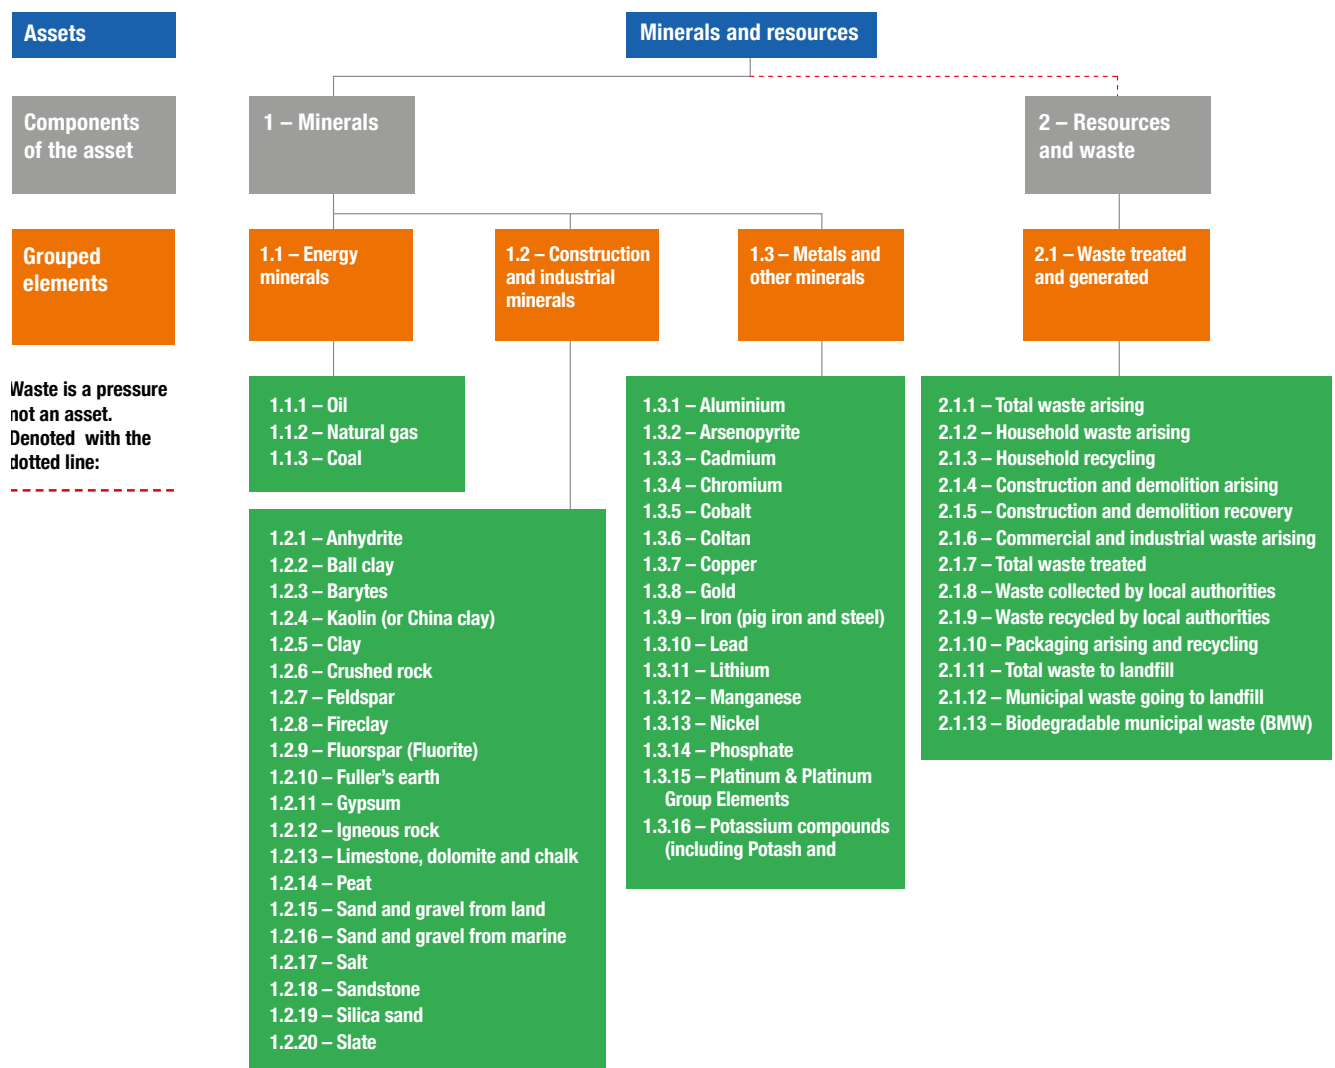 Assets
Minerals and resources
Components
of the asset
1 – Minerals
2 – Resources
and waste
Grouped
elements
1.1 – Energy
minerals
1.2 – Construction
and industrial
minerals
1.3 – Metals and
other minerals
2.1 – Waste treated
and generated
Waste is a pressure
not an asset.
Denoted with the
dotted line:
1.1.1 – Oil
1.1.2 – Natural gas
1.1.3 – Coal
1.2.1 – Anhydrite
1.2.2 – Ball clay
1.2.3 – Barytes
1.2.4 – Kaolin (or China clay)
1.2.5 – Clay
1.2.6 – Crushed rock
1.2.7 – Feldspar
1.2.8 – Fireclay
1.2.9 – Fluorspar (Fluorite)
1.2.10 – Fuller's earth
1.2.11 – Gypsum
1.2.12 – Igneous rock
1.2.13 – Limestone, dolomite and chalk
1.2.14 – Peat
1.2.15 – Sand and gravel from land
1.2.16 – Sand and gravel from marine
1.2.17 – Salt
1.2.18 – Sandstone
1.2.19 – Silica sand
1.2.20 – Slate
1.3.1 – Aluminium
1.3.2 – Arsenopyrite
1.3.3 – Cadmium
1.3.4 – Chromium
1.3.5 – Cobalt
1.3.6 – Coltan
1.3.7 – Copper
1.3.8 – Gold
1.3.9 – Iron (pig iron and steel)
1.3.10 – Lead
1.3.11 – Lithium
1.3.12 – Manganese
1.3.13 – Nickel
1.3.14 – Phosphate
1.3.15 – Platinum & Platinum
Group Elements
1.3.16 – Potassium compounds
(including Potash and
2.1.1 – Total waste arising
2.1.2 – Household waste arising
2.1.3 – Household recycling
2.1.4 – Construction and demolition arising
2.1.5 – Construction and demolition recovery
2.1.6 – Commercial and industrial waste arising
2.1.7 – Total waste treated
2.1.8 – Waste collected by local authorities
2.1.9 – Waste recycled by local authorities
2.1.10 – Packaging arising and recycling
2.1.11 – Total waste to landfill
2.1.12 – Municipal waste going to landfill
2.1.13 – Biodegradable municipal waste (BMW)